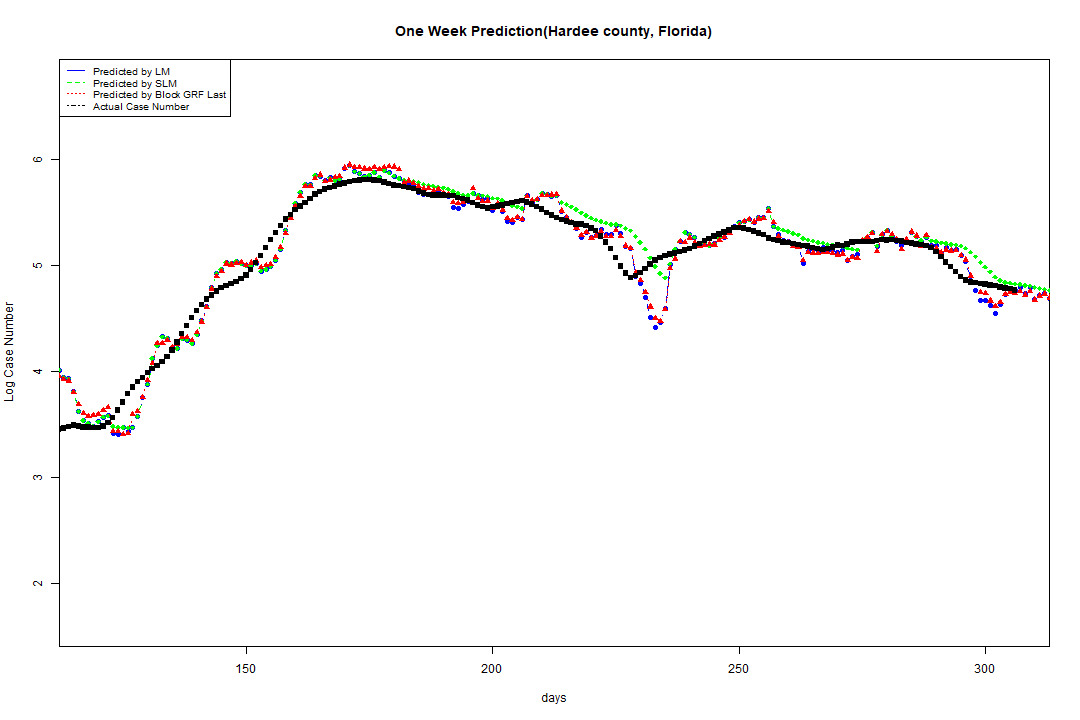 One Week Prediction(Hardee county, Florida)
Predicted by LM
Predicted by SLM
Predicted by Block GRF Last
Actual Case Number
6
5
4
3
2
Log Case Number
150 200 250 300
days